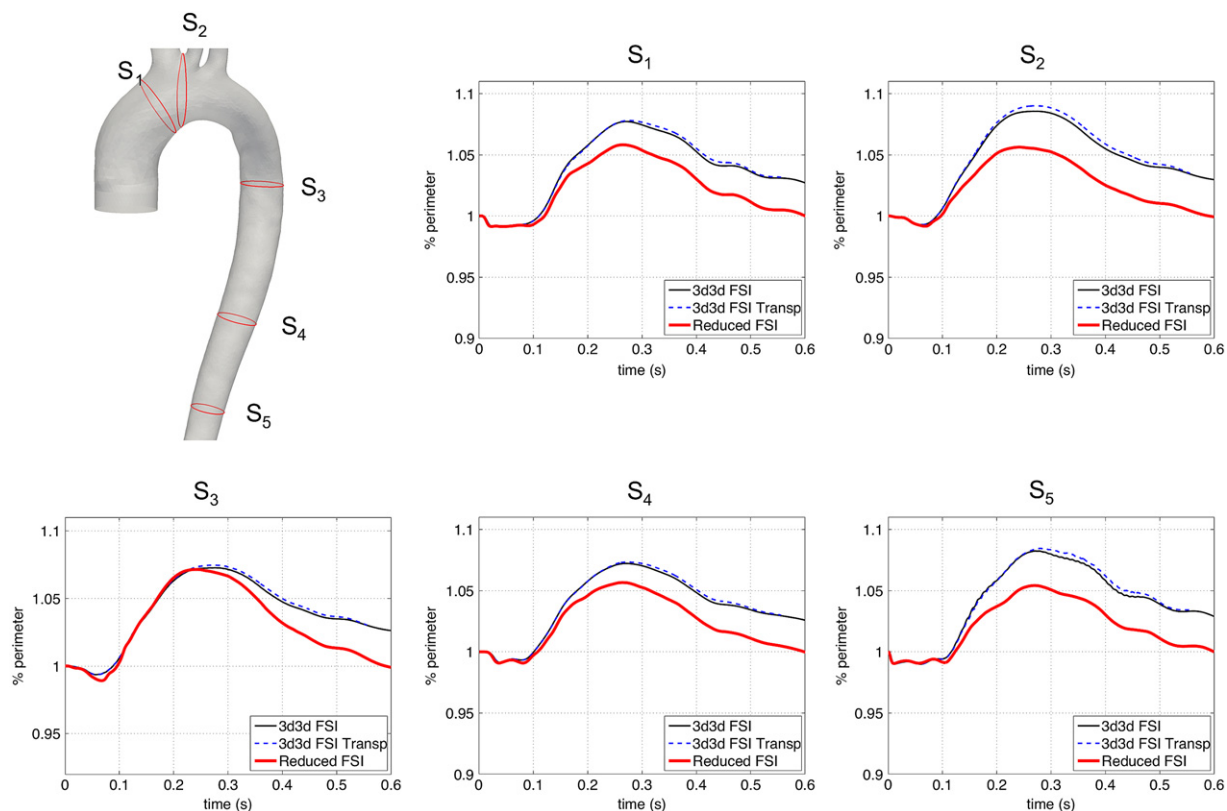 S2
S1
S3
S4
S5
S1
% perimeter
1.1
1.05
1
0.95
0.9
0 0.1 0.2 0.3 0.4 0.5 0.6
time (s)
3d3d FSI
3d3d FSI Transp
Reduced FSI
S2
% perimeter
1.1
1.05
1
0.95
0.9
0 0.1 0.2 0.3 0.4 0.5 0.6
time (s)
3d3d FSI
3d3d FSI Transp
Reduced FSI
S3
% perimeter
1.1
1.05
1
0.95
0 0.1 0.2 0.3 0.4 0.5 0.6
time (s)
3d3d FSI
3d3d FSI Transp
Reduced FSI
S4
% perimeter
1.1
1.05
1
0.95
0.9
0 0.1 0.2 0.3 0.4 0.5 0.6
time (s)
3d3d FSI
3d3d FSI Transp
Reduced FSI
S5
% perimeter
1.1
1.05
1
0.95
0.9
0 0.1 0.2 0.3 0.4 0.5 0.6
time (s)
3d3d FSI
3d3d FSI Transp
Reduced FSI